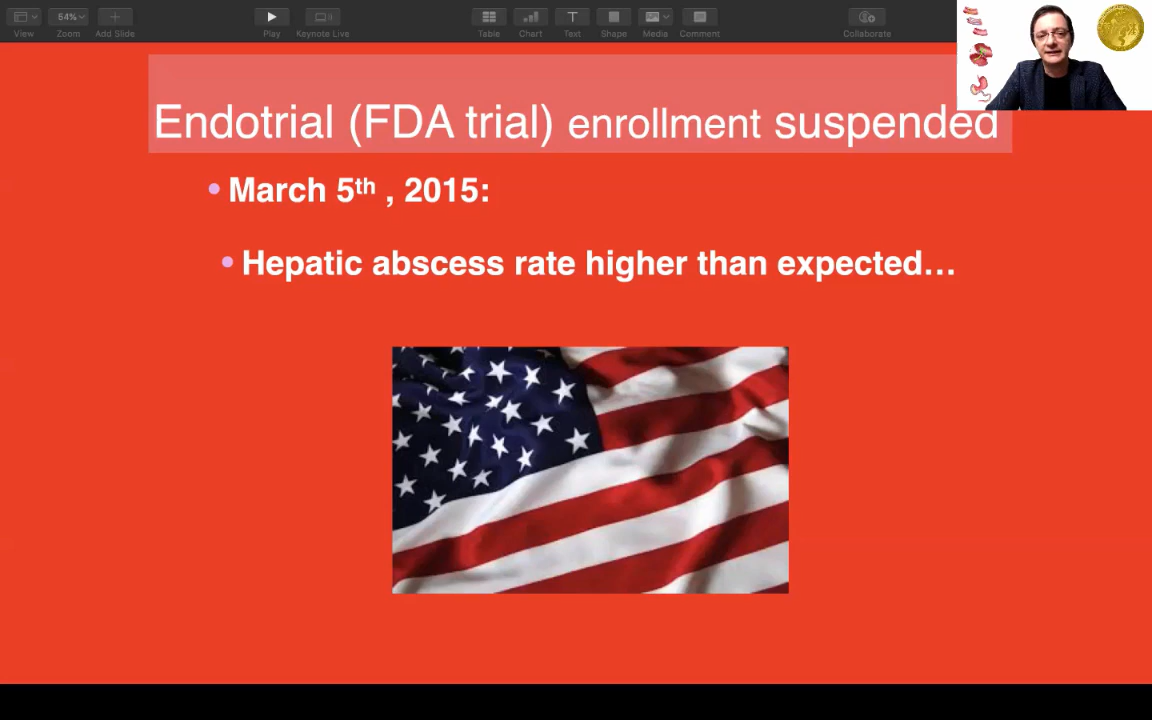 54%
View
Zoom
Add Slide
Play
Keynote Live
Table
Chart
Text
Shape
Media
Comment
Collaborate
Endotrial (FDA trial) enrollment suspended
• March 5th , 2015:
• Hepatic abscess rate higher than expected…